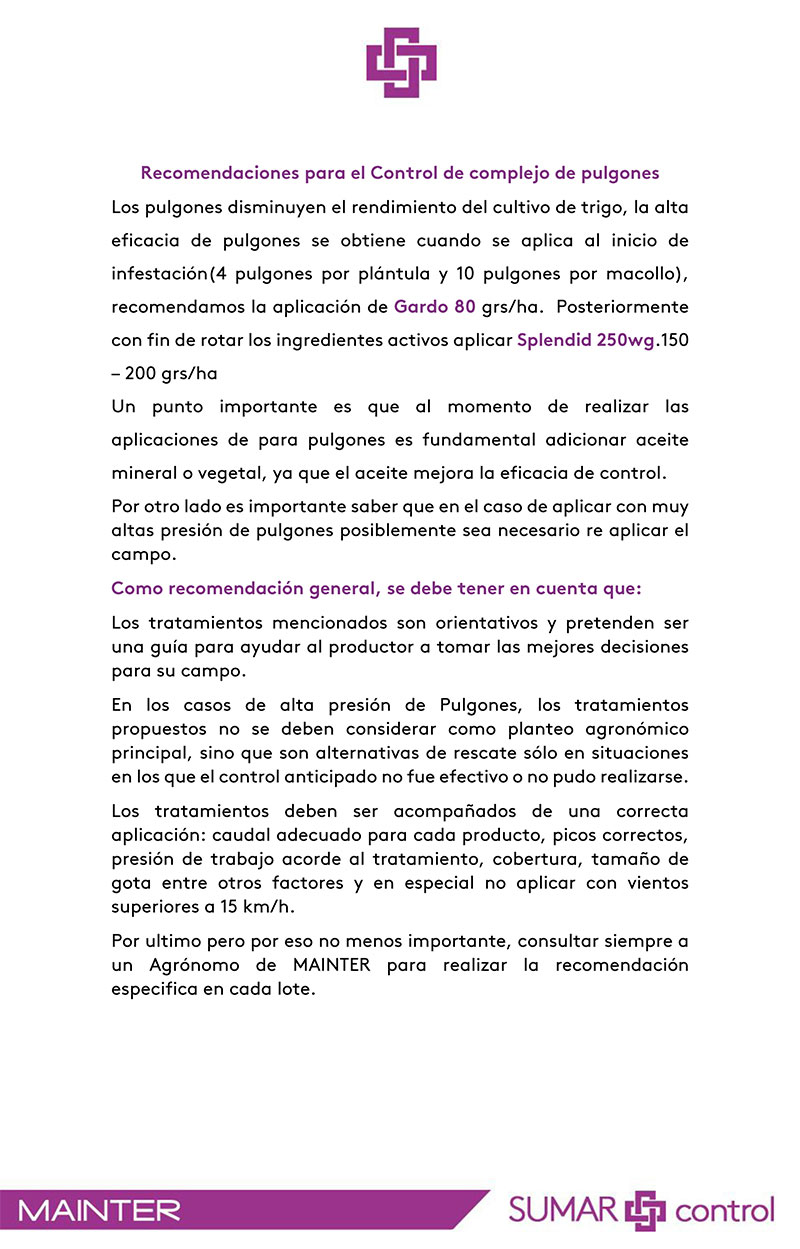 Recomendaciones para el Control de complejo de pulgones
Los pulgones disminuyen el rendimiento del cultivo de trigo, la alta
eficacia de pulgones se obtiene cuando se aplica al inicio de
infestación(4 pulgones por plántula y 10 pulgones por macollo),
recomendamos la aplicación de Gardo 80 grs/ha. Posteriormente
con fin de rotar los ingredientes activos aplicar Splendid 250wg.150
– 200 grs/ha
Un punto importante es que al momento de realizar las
aplicaciones de para pulgones es fundamental adicionar aceite
mineral o vegetal, ya que el aceite mejora la eficacia de control.
Por otro lado es importante saber que en el caso de aplicar con muy
altas presión de pulgones posiblemente sea necesario re aplicar el
campo.
Como recomendación general, se debe tener en cuenta que:
Los tratamientos mencionados son orientativos y pretenden ser
una guía para ayudar al productor a tomar las mejores decisiones
para su campo.
En los casos de alta presión de Pulgones, los tratamientos
propuestos no se deben considerar como planteo agronómico
principal, sino que son alternativas de rescate sólo en situaciones
en los que el control anticipado no fue efectivo o no pudo realizarse.
Los tratamientos deben ser acompañados de una correcta
aplicación: caudal adecuado para cada producto, picos correctos,
presión de trabajo acorde al tratamiento, cobertura, tamaño de
gota entre otros factores y en especial no aplicar con vientos
superiores a 15 km/h.
Por ultimo pero por eso no menos importante, consultar siempre a
un Agrónomo de MAINTER para realizar la recomendación
especifica en cada lote.
MAINTER
SUMAR control